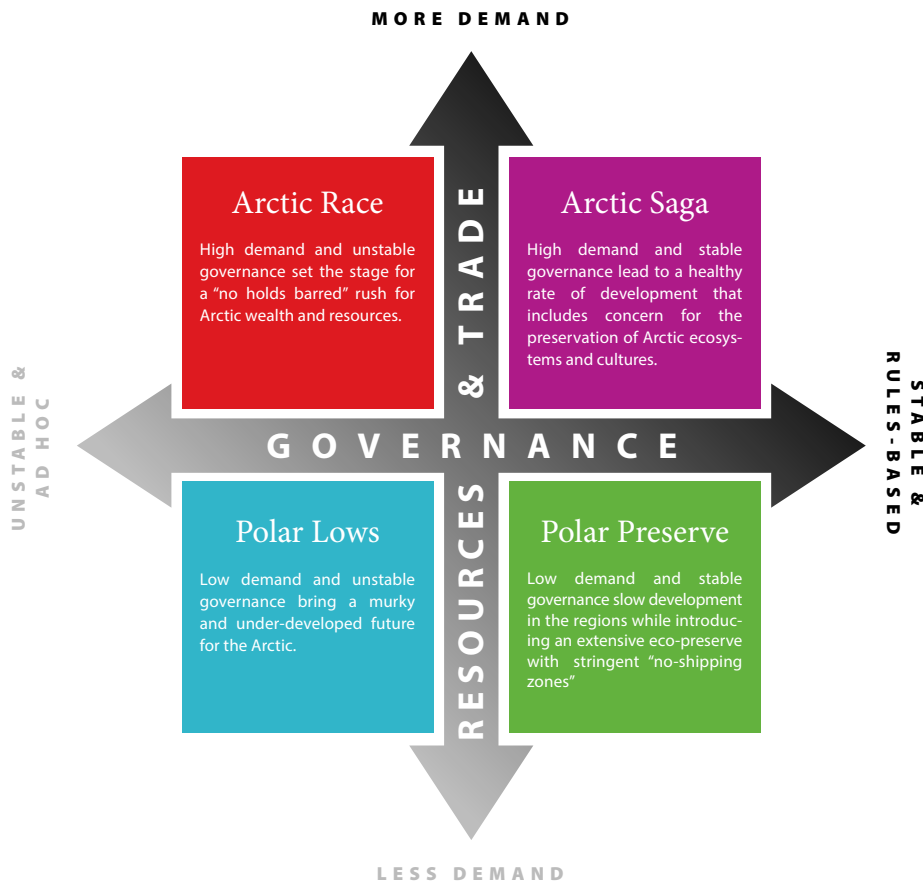 MORE DEMAND
Arctic Race
High demand and unstable
governance set the stage for
a “no holds barred” rush for
Arctic wealth and resources.
Arctic Saga
High demand and stable
governance lead to a healthy
rate of development that
includes concern for the
preservation of Arctic ecosys-
tems and cultures.
UNSTABLE &
AD HOC
GOVERNANCE
RESOURCES & TRADE
STABLE &
RULES-BASED
Polar Lows
Low demand and unstable
governance bring a murky
and under-developed future
for the Arctic.
Polar Preserve
Low demand and stable
governance slow development
in the regions while introduc-
ing an extensive eco-preserve
with stringent “no-shipping
zones”
LESS DEMAND